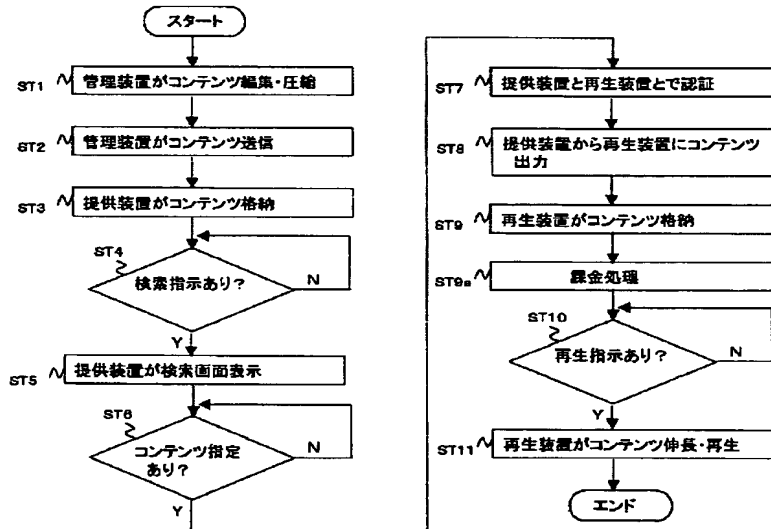 スタート
ST1
管理装置がコンテンツ編集・圧縮
ST2
管理装置がコンテンツ送信
ST3
提供装置がコンテンツ格納
ST4
検索指示あり?
N
Y
ST5
提供装置が検索画面表示
ST6
コンテンツ指定
あり?
N
Y
ST7
提供装置と再生装置とで認証
ST8
提供装置から再生装置にコンテンツ
出力
ST9
再生装置がコンテンツ格納
ST9a
課金処理
ST10
再生指示あり?
N
Y
ST11
再生装置がコンテンツ伸長・再生
エンド